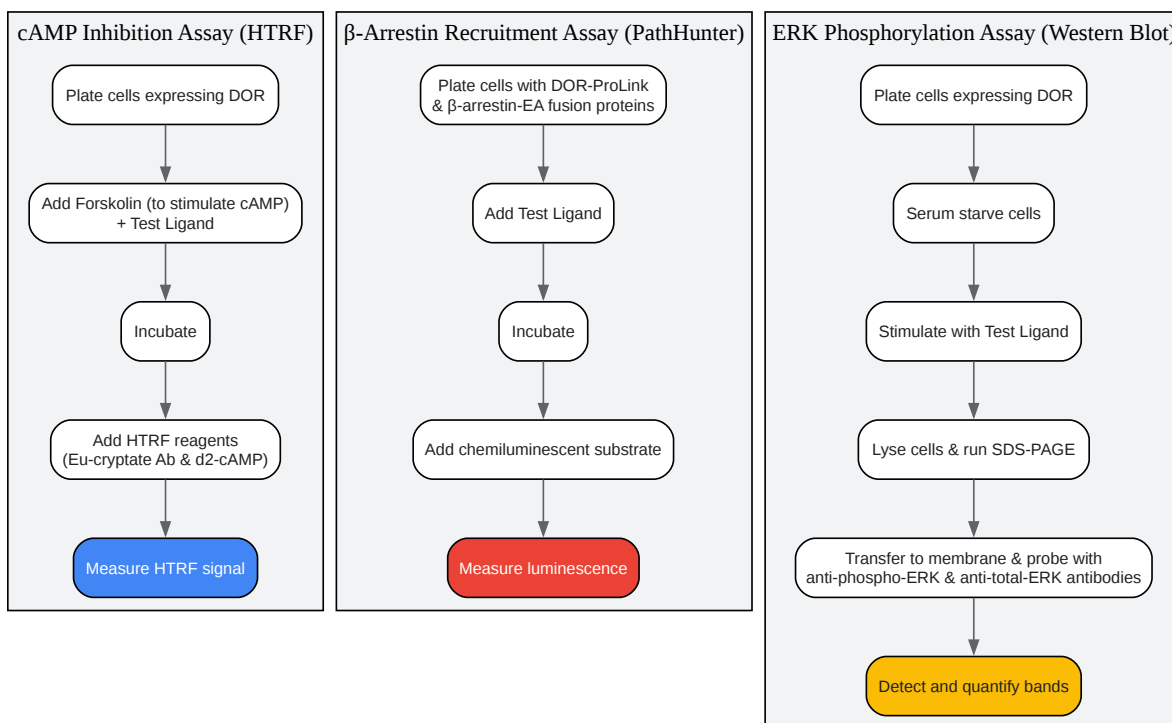 cAMP Inhibition Assay (HTRF)
Plate cells expressing DOR
Add Forskolin (to stimulate cAMP)
+ Test Ligand
Incubate
Add HTRF reagents
(Eu-cryptate Ab & d2-cAMP)
Measure HTRF signal
β-Arrestin Recruitment Assay (PathHunter)
Plate cells with DOR-ProLink
& β-arrestin-EA fusion proteins
Add Test Ligand
Incubate
Add chemiluminescent substrate
Measure luminescence
ERK Phosphorylation Assay (Western Blot)
Plate cells expressing DOR
Serum starve cells
Stimulate with Test Ligand
Lyse cells & run SDS-PAGE
Transfer to membrane & probe with
anti-phospho-ERK & anti-total-ERK antibodies
Detect and quantify bands